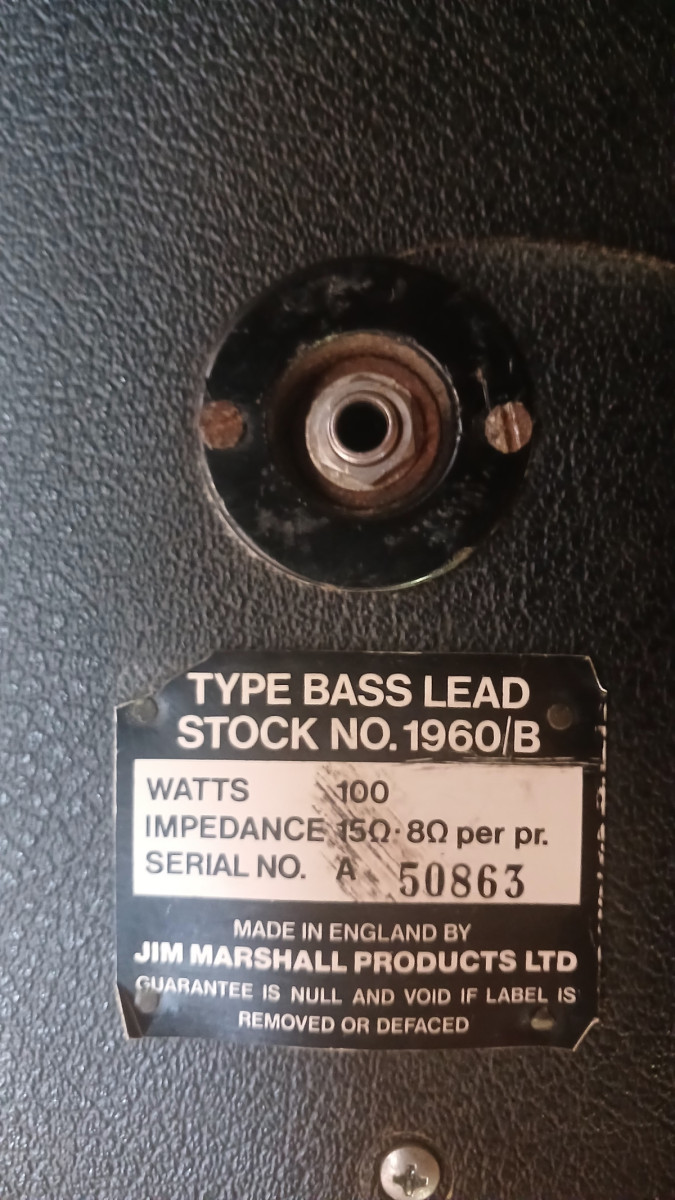 TYPE BASS LEAD
STOCK NO. 1960/B
WATTS 100
IMPEDANCE 15Ω·8Ω per pr.
SERIAL NO. A 50863
MADE IN ENGLAND BY
JIM MARSHALL PRODUCTS LTD
GUARANTEE IS NULL AND VOID IF LABEL IS
REMOVED OR DEFACED